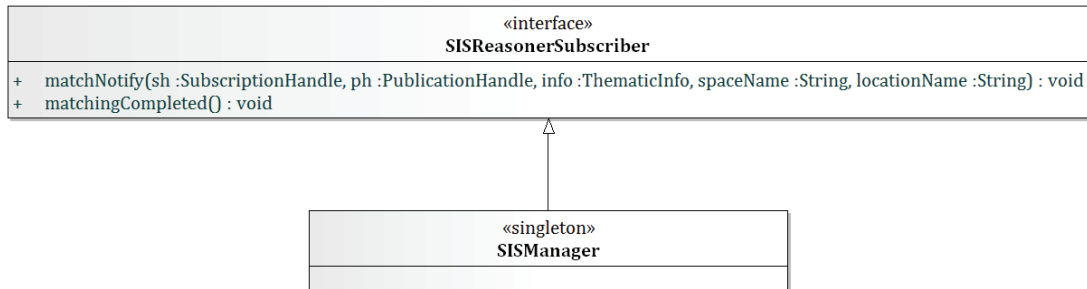 «interface»
SISReasonerSubscriber
+ matchNotify(sh :SubscriptionHandle, ph :PublicationHandle, info :ThematicInfo, spaceName :String, locationName :String) : void
+ matchingCompleted() : void
«singleton»
SISManager